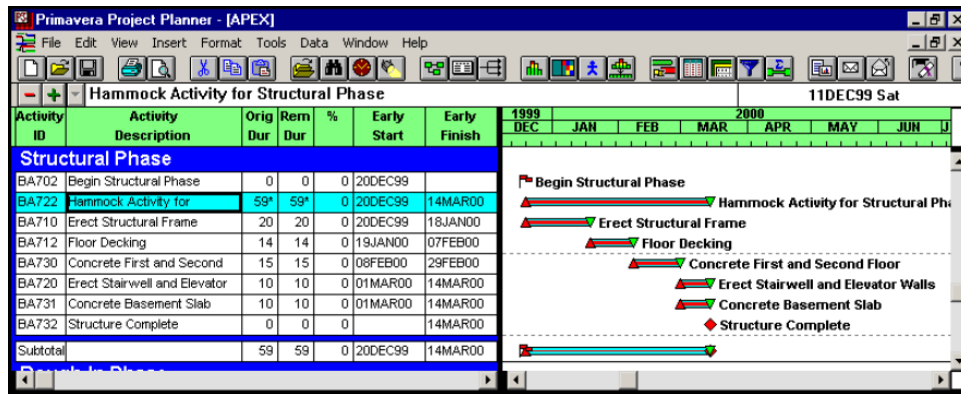 Primavera Project Planner - [APEX]
File Edit View Insert Format Tools Data Window Help
Hammock Activity for Structural Phase
11DEC99 Sat
Activity ID Activity Description Orig Dur Rem Dur % Early Start Early Finish
1999 2000
DEC JAN FEB MAR APR MAY JUN J
Structural Phase
BA702 Begin Structural Phase 0 0 0 20DEC99 Begin Structural Phase
BA722 Hammock Activity for 59* 59* 0 20DEC99 14MAR00 Hammock Activity for Structural Pha
BA710 Erect Structural Frame 20 20 0 20DEC99 18JAN00 Erect Structural Frame
BA712 Floor Decking 14 14 0 19JAN00 07FEB00 Floor Decking
BA730 Concrete First and Second 15 15 0 08FEB00 29FEB00 Concrete First and Second Floor
BA720 Erect Stairwell and Elevator 10 10 0 01MAR00 14MAR00 Erect Stairwell and Elevator Walls
BA731 Concrete Basement Slab 10 10 0 01MAR00 14MAR00 Concrete Basement Slab
BA732 Structure Complete 0 0 0 14MAR00 Structure Complete
Subtotal 59 59 0 20DEC99 14MAR00
Rough-In Phase